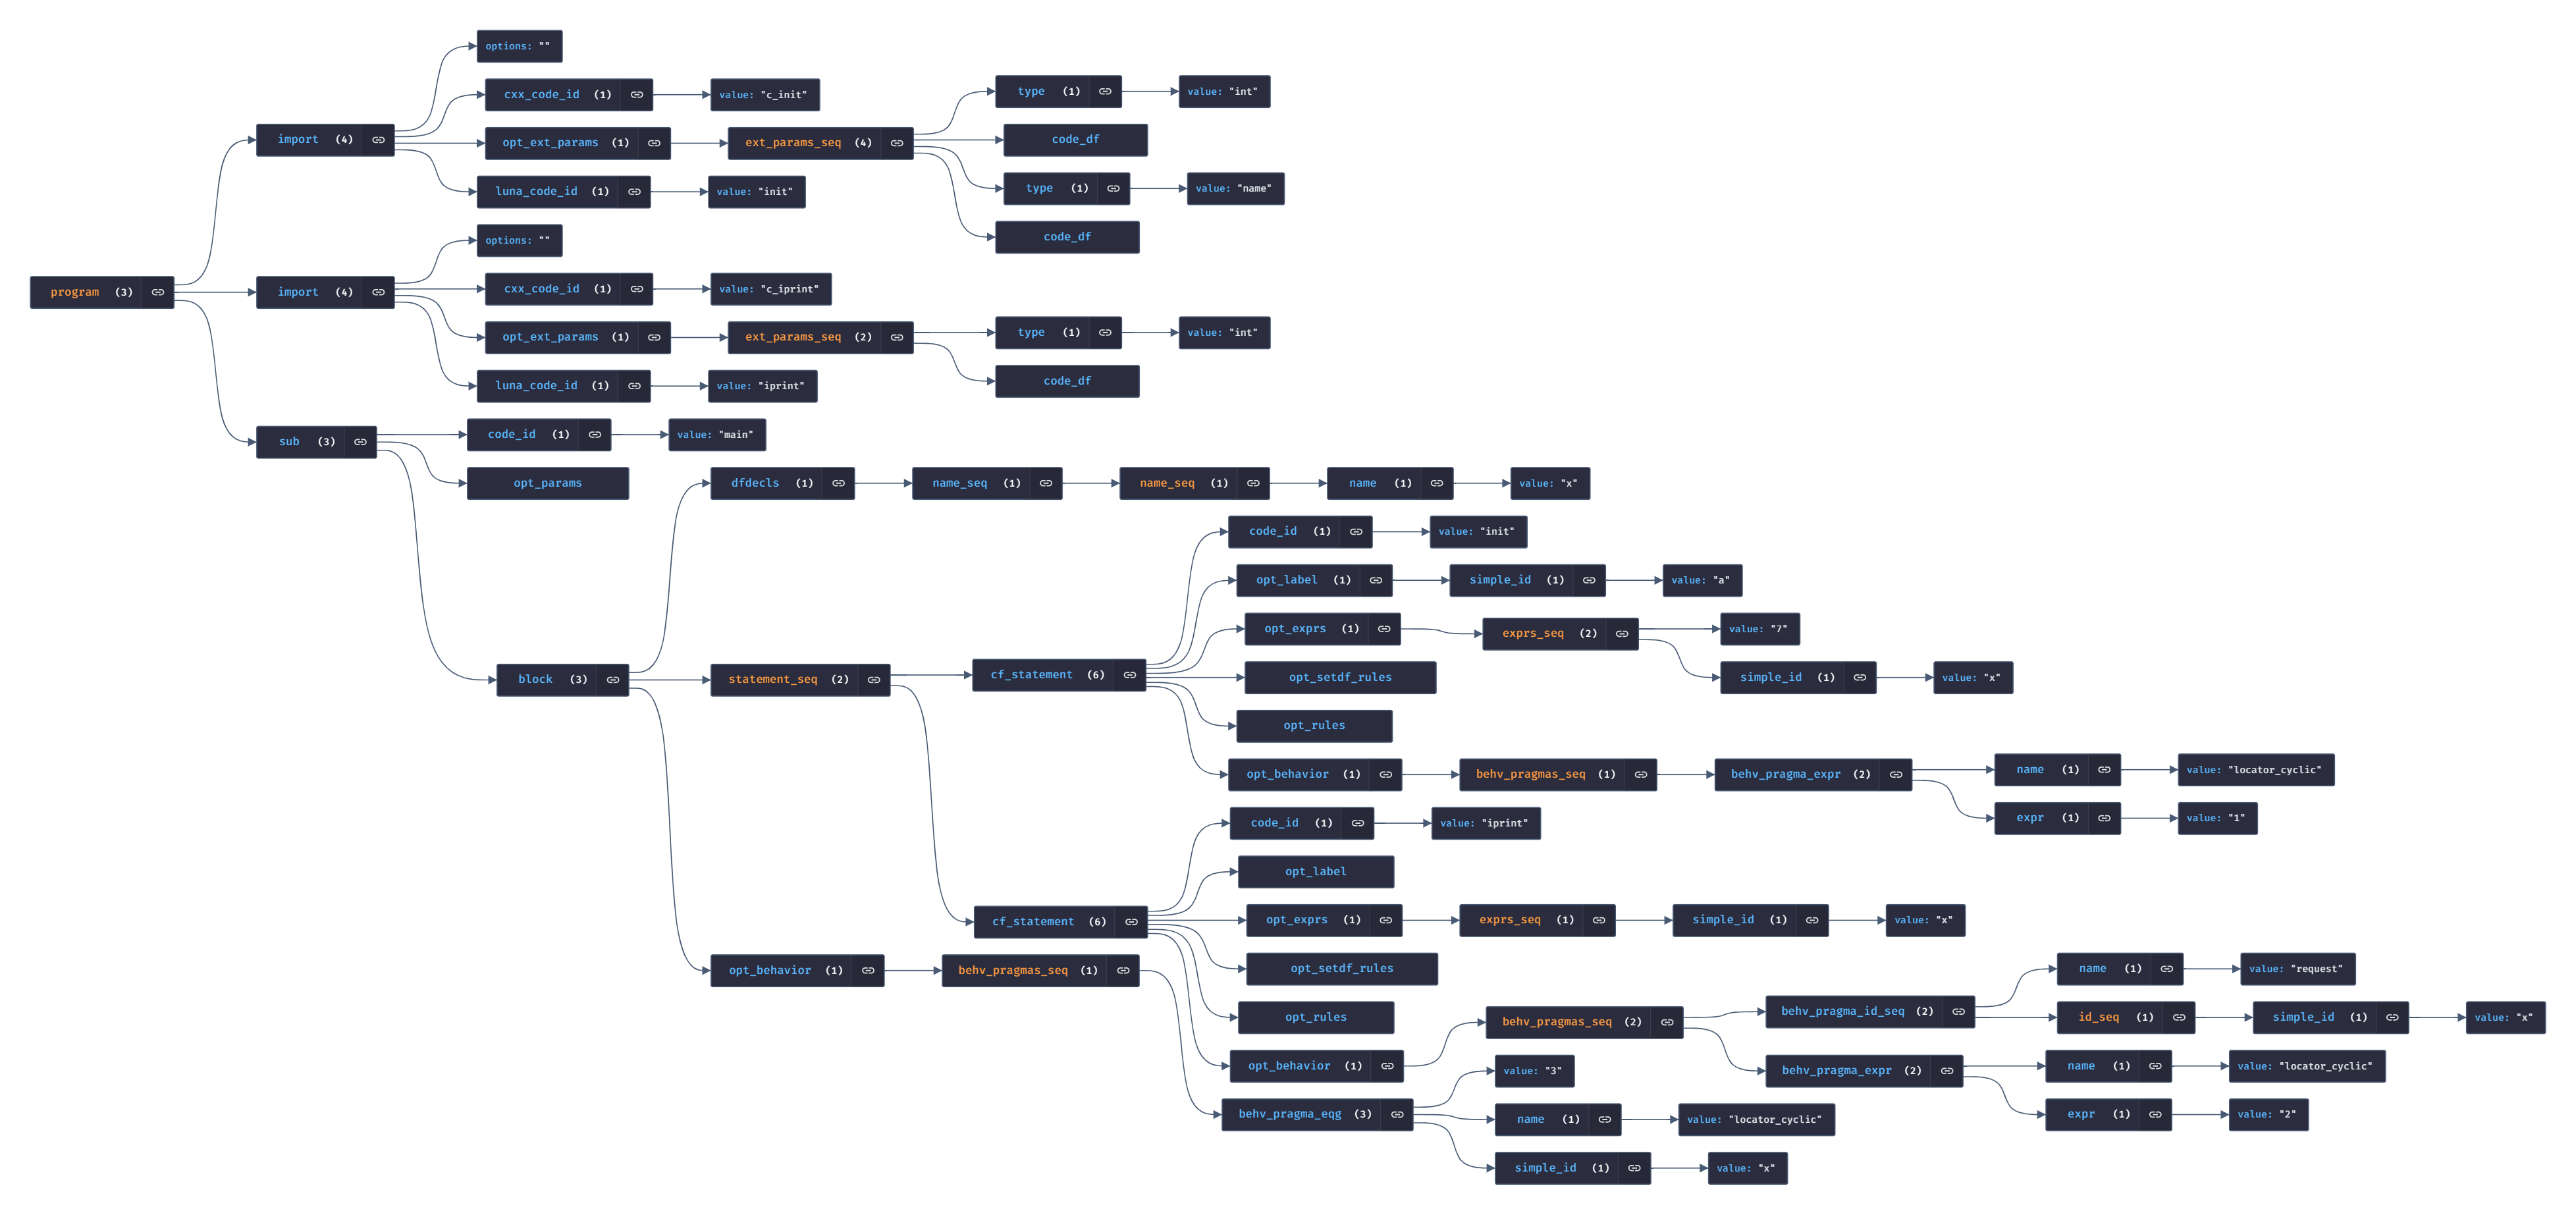 options: ""
cxx_code_id (1)
value: "c_init"
type (1)
value: "int"
import (4)
opt_ext_params (1)
ext_params_seq (4)
code_df
luna_code_id (1)
value: "init"
type (1)
value: "name"
code_df
options: ""
program (3)
import (4)
cxx_code_id (1)
value: "c_iprint"
opt_ext_params (1)
ext_params_seq (2)
type (1)
value: "int"
code_df
luna_code_id (1)
value: "iprint"
sub (3)
code_id (1)
value: "main"
opt_params
dfdecls (1)
name_seq (1)
name_seq (1)
name (1)
value: "x"
code_id (1)
value: "init"
opt_label (1)
simple_id (1)
value: "a"
opt_exprs (1)
exprs_seq (2)
value: "7"
block (3)
statement_seq (2)
cf_statement (6)
opt_setdf_rules
simple_id (1)
value: "x"
opt_rules
opt_behavior (1)
behv_pragmas_seq (1)
behv_pragma_expr (2)
name (1)
value: "locator_cyclic"
expr (1)
value: "1"
code_id (1)
value: "iprint"
opt_label
cf_statement (6)
opt_exprs (1)
exprs_seq (1)
simple_id (1)
value: "x"
opt_behavior (1)
behv_pragmas_seq (1)
opt_setdf_rules
name (1)
value: "request"
opt_rules
behv_pragmas_seq (2)
behv_pragma_id_seq (2)
id_seq (1)
simple_id (1)
value: "x"
opt_behavior (1)
value: "3"
behv_pragma_expr (2)
name (1)
value: "locator_cyclic"
behv_pragma_eqg (3)
name (1)
value: "locator_cyclic"
expr (1)
value: "2"
simple_id (1)
value: "x"